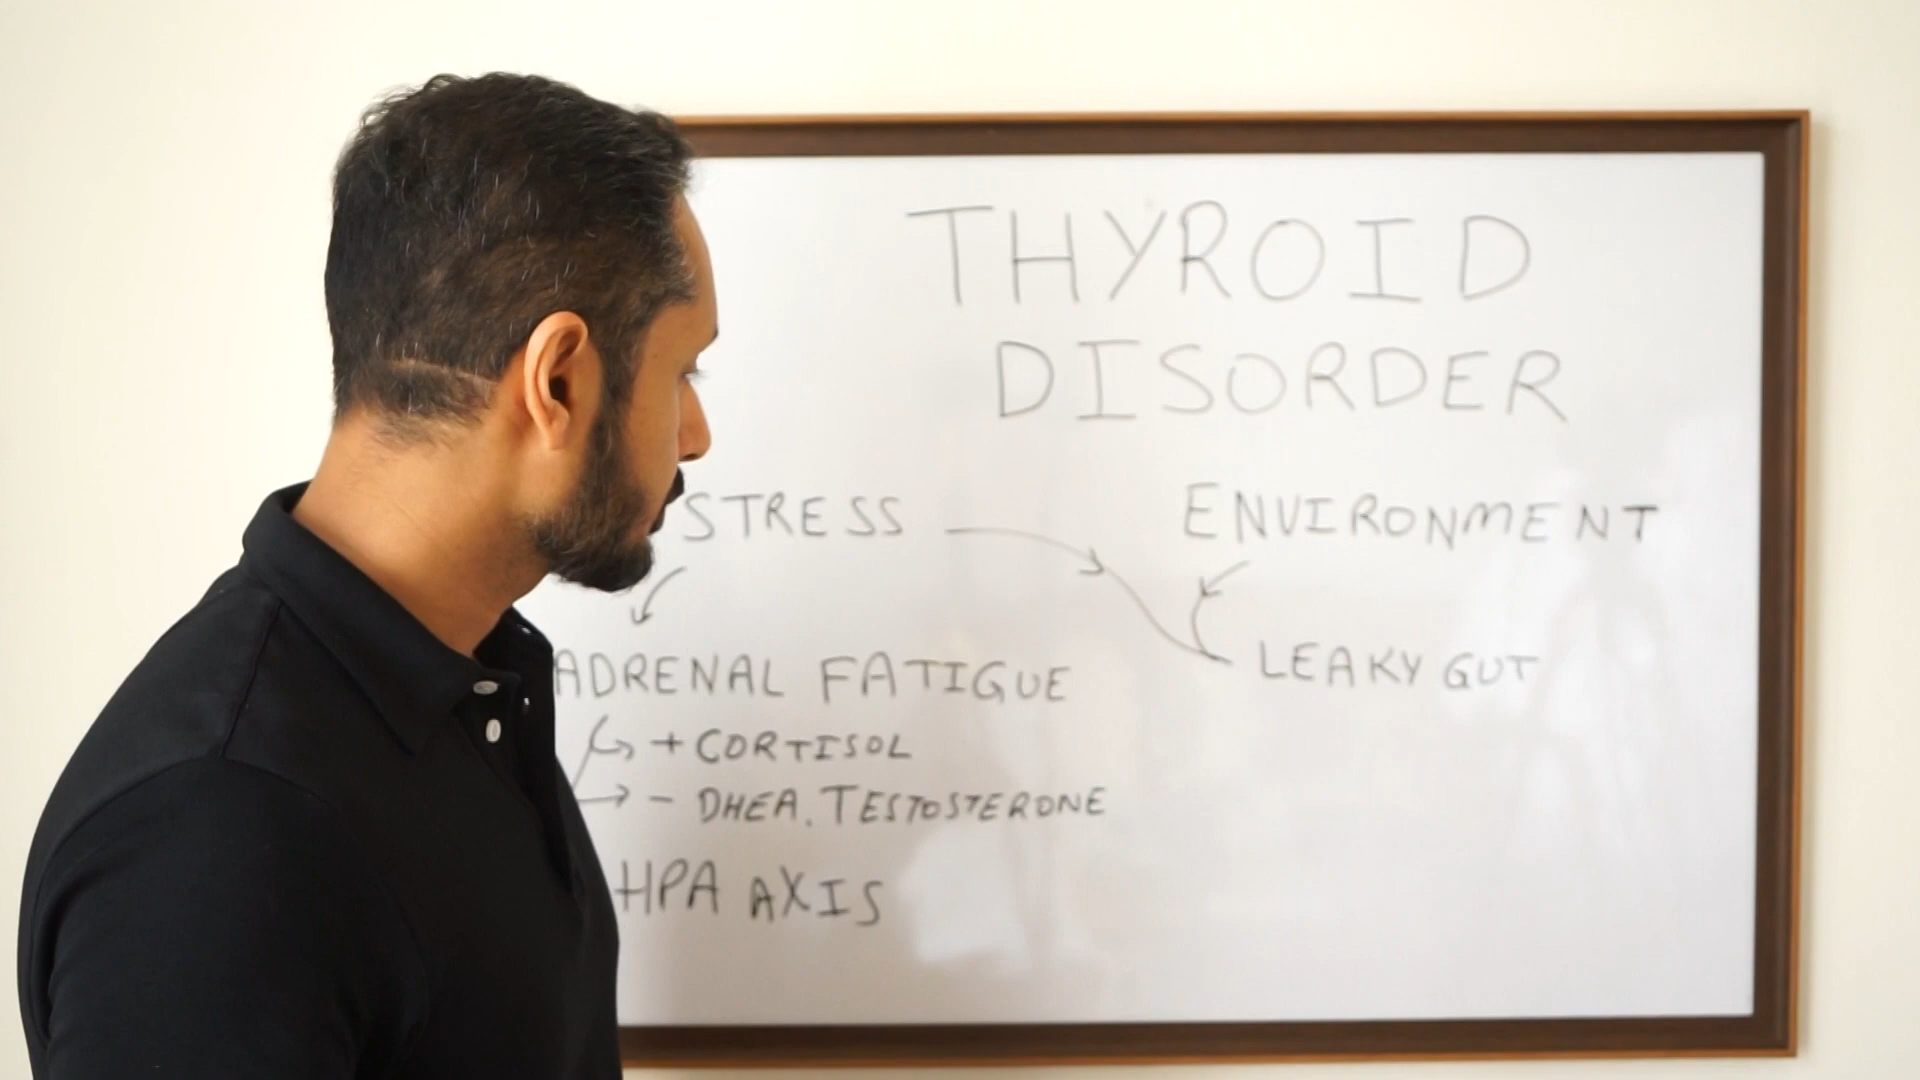 THYROID
DISORDER
STRESS ENVIRONMENT
ADRENAL FATIGUE LEAKY GUT
+ CORTISOL
- DHEA. TESTOSTERONE
HPA AXIS